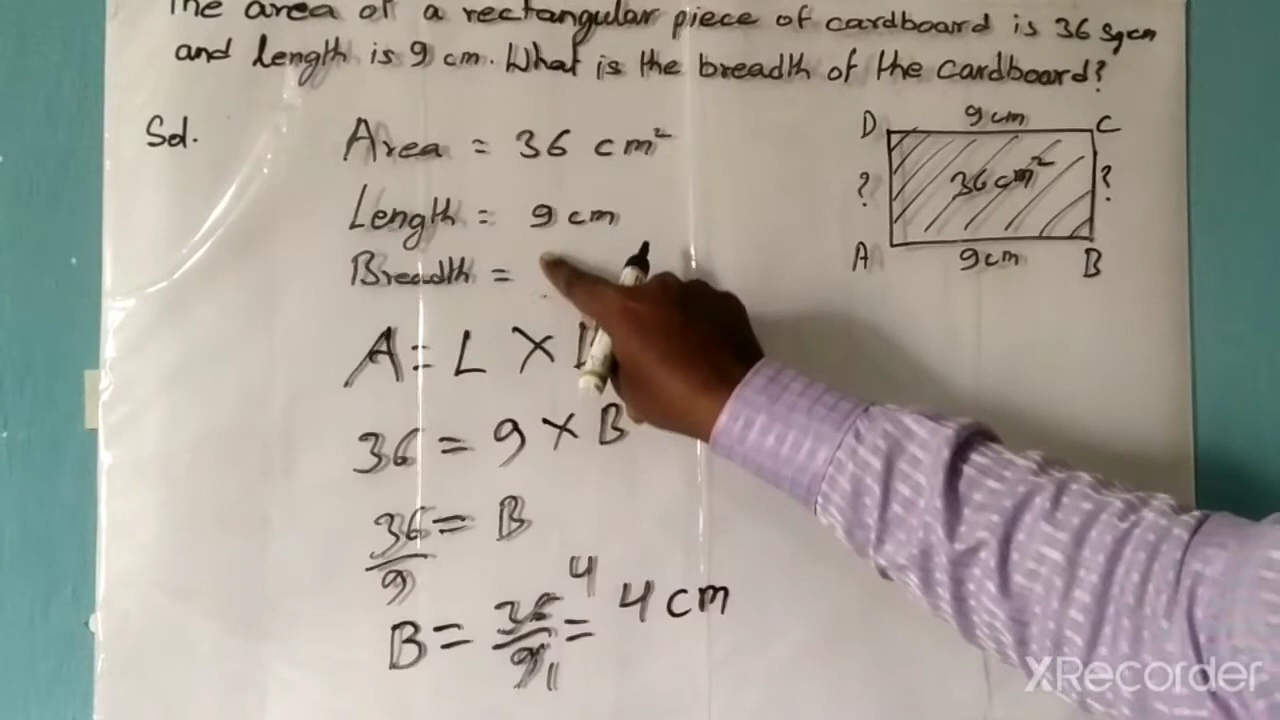 The area of a rectangular piece of cardboard is 36 Sqcm
and length is 9 cm. What is the breadth of the cardboard?
Sol.
Area = 36 cm²
Length = 9 cm
Breadth =
A = L X
36 = 9 X B
36/9 = B
B = 36/9 = 4 cm
4
1
D 9 cm C
? 36 cm² ?
A 9cm B
XRecorder